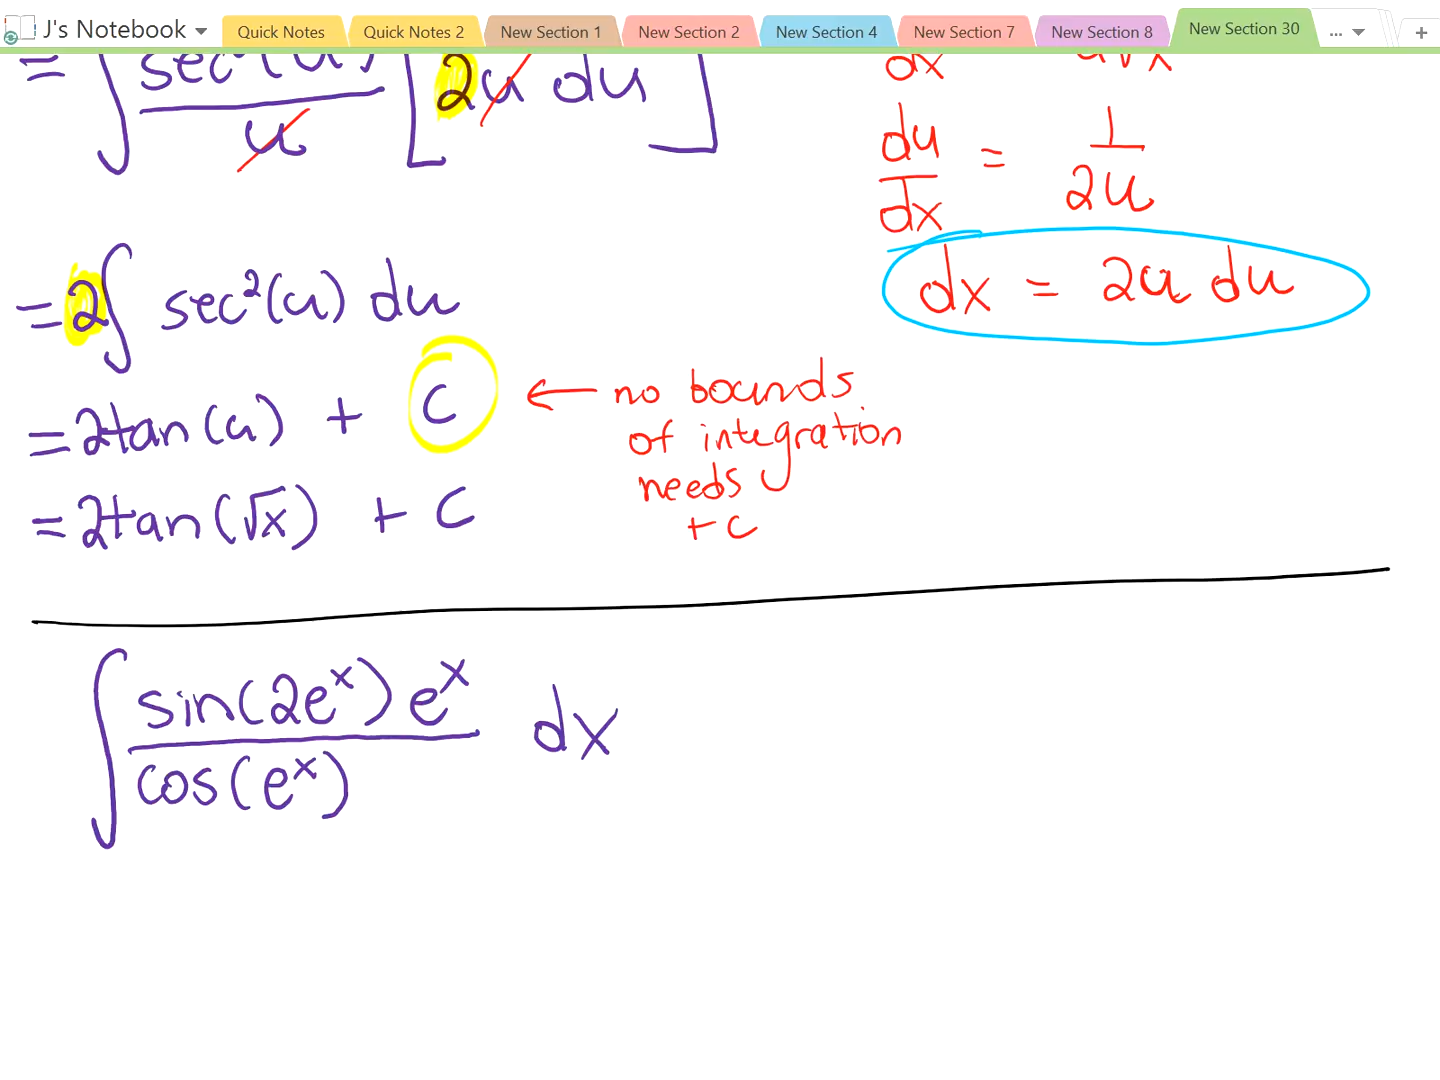 J's Notebook
Quick Notes
Quick Notes 2
New Section 1
New Section 2
New Section 4
New Section 7
New Section 8
New Section 30
...
+
= ∫ sec²(u) / u [2u du]
dx
du/dx = 1/2u
dx = 2u du
= 2∫ sec²(u) du
= 2tan(u) + C
← no bounds
of integration
needs
+ C
= 2tan(√x) + C
∫ sin(2eˣ)eˣ / cos(eˣ) dx